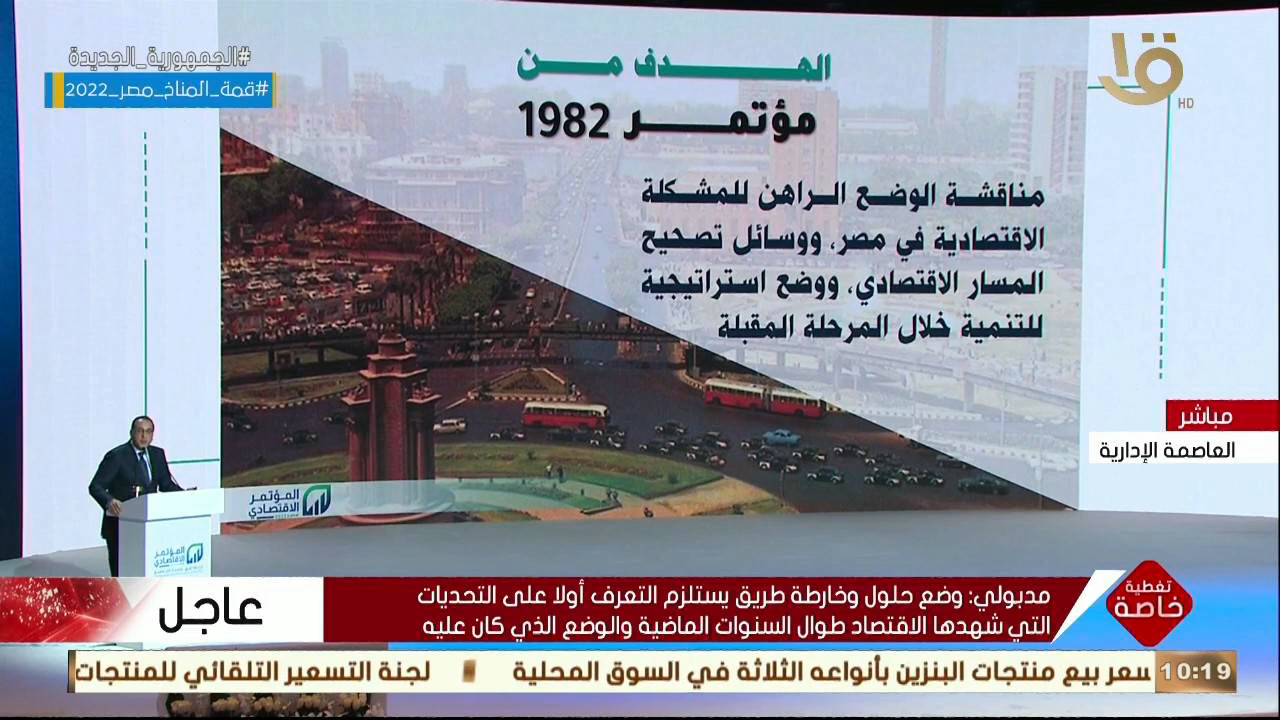 #الجمهورية_الجديدة
#قمة_المناخ_مصر_2022
HD
الهدف من
مؤتمر 1982
مناقشة الوضع الراهن للمشكلة
الاقتصادية في مصر، ووسائل تصحيح
المسار الاقتصادي، ووضع استراتيجية
للتنمية خلال المرحلة المقبلة
مباشر
العاصمة الإدارية
المؤتمر
الاقتصادي
المؤتمر
الاقتصادي
تغطية
خاصة
عاجل
مدبولي: وضع حلول وخارطة طريق يستلزم التعرف أولا على التحديات
التي شهدها الاقتصاد طوال السنوات الماضية والوضع الذي كان عليه
10:19
سعر بيع منتجات البنزين بأنواعه الثلاثة في السوق المحلية لجنة التسعير التلقائي للمنتجات